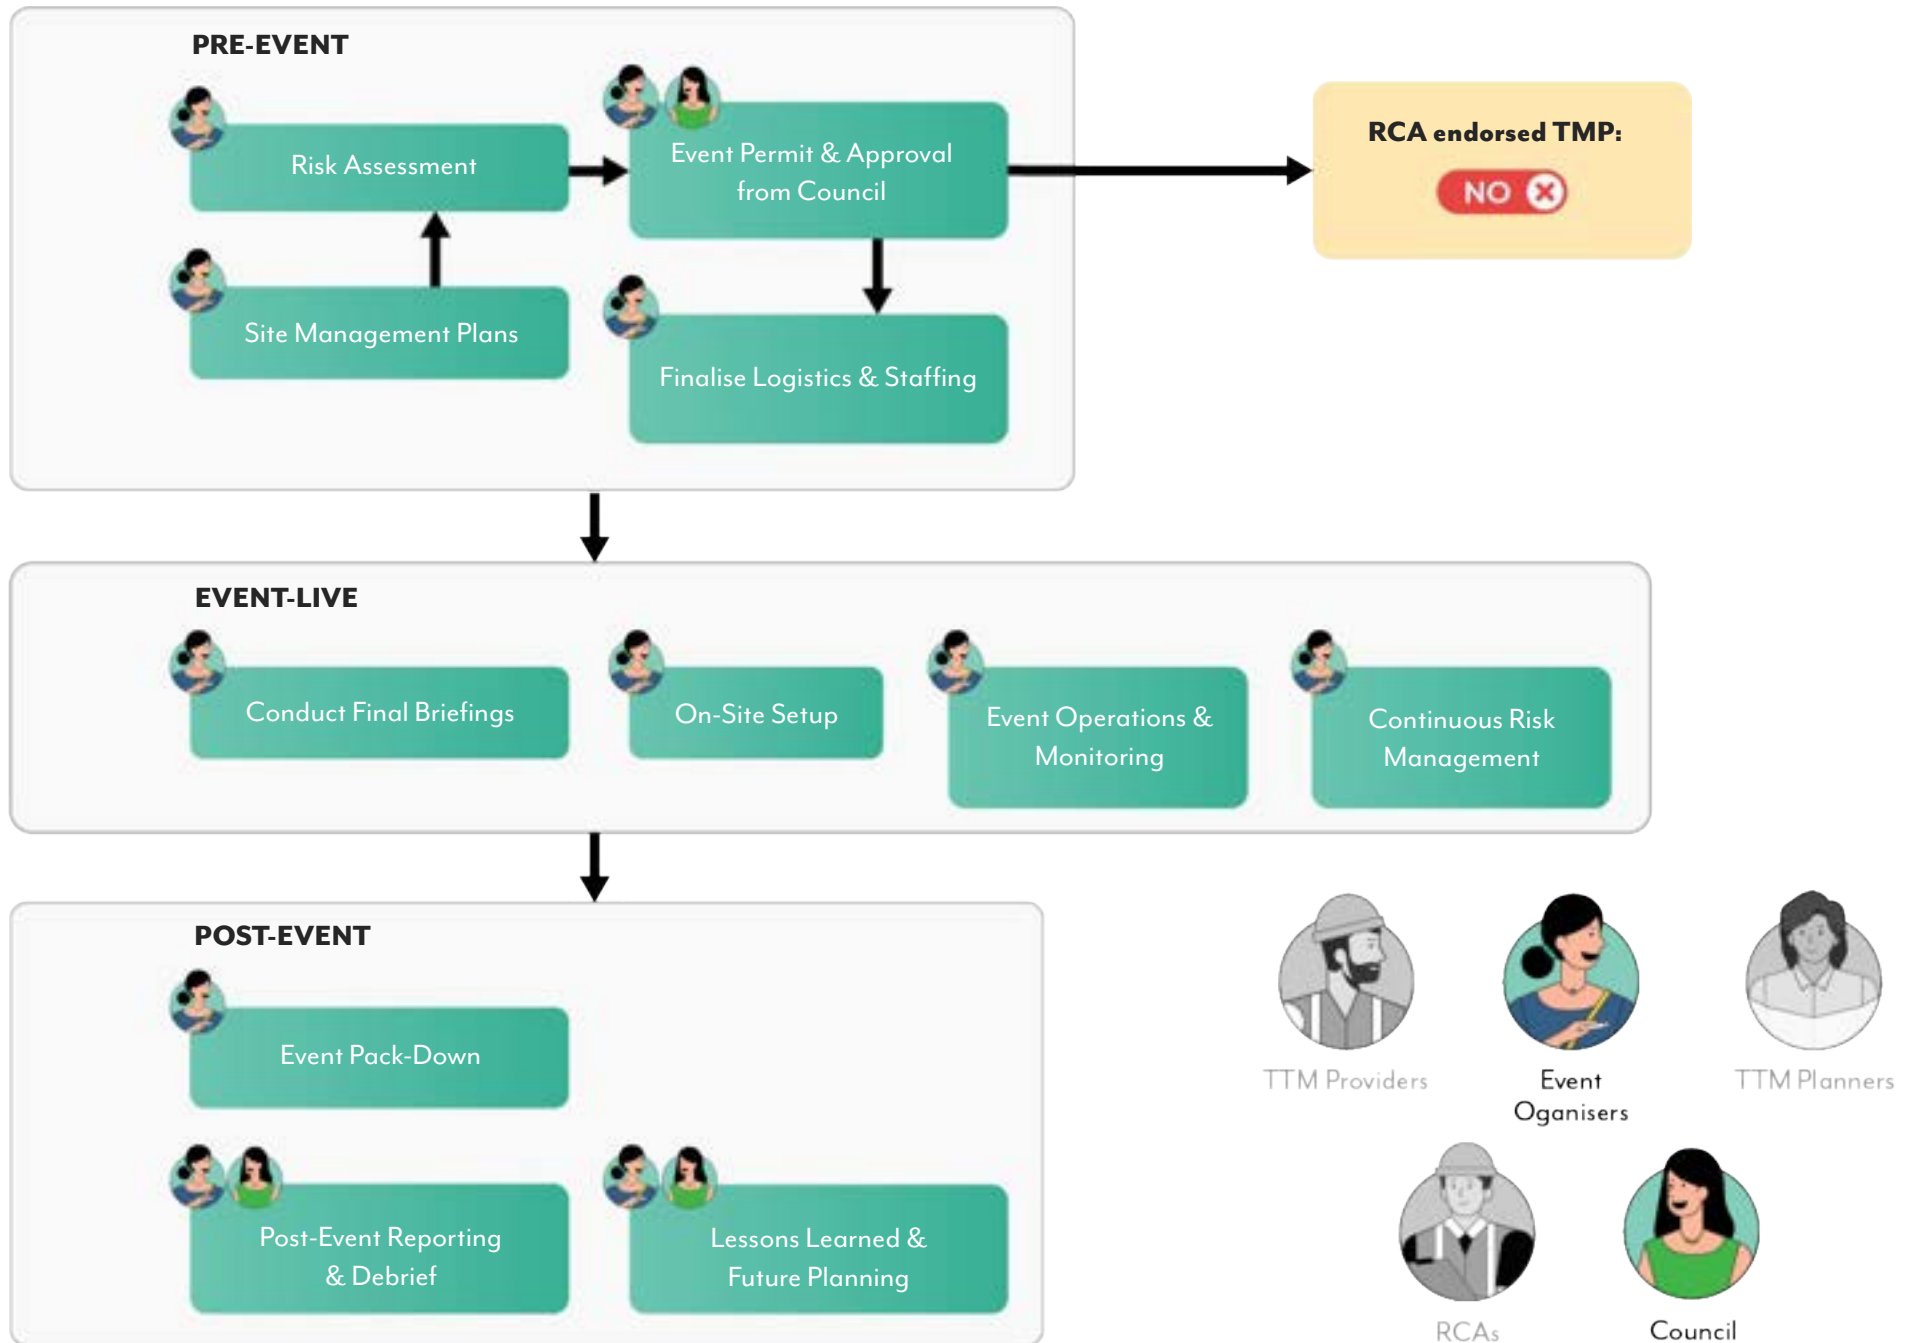 PRE-EVENT
Risk Assessment
Event Permit & Approval
from Council
RCA endorsed TMP:
NO
Site Management Plans
Finalise Logistics & Staffing
EVENT-LIVE
Conduct Final Briefings
On-Site Setup
Event Operations &
Monitoring
Continuous Risk
Management
POST-EVENT
Event Pack-Down
Post-Event Reporting
& Debrief
Lessons Learned &
Future Planning
TTM Providers
Event
Oganisers
TTM Planners
RCAs
Council